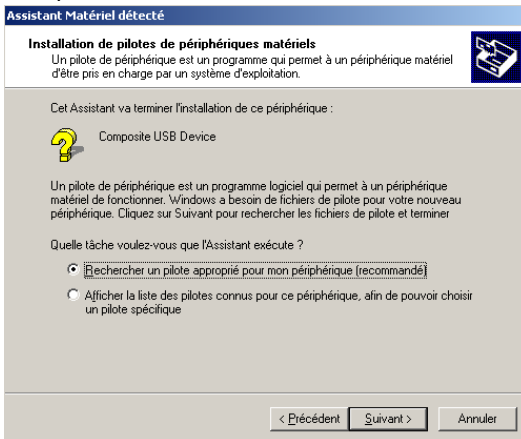 Assistant Matériel détecté
Installation de pilotes de périphériques matériels
Un pilote de périphérique est un programme qui permet à un périphérique matériel
d'être pris en charge par un système d'exploitation.
Cet Assistant va terminer l'installation de ce périphérique :
Composite USB Device
Un pilote de périphérique est un programme logiciel qui permet à un périphérique
matériel de fonctionner. Windows a besoin de fichiers de pilote pour votre nouveau
périphérique. Cliquez sur Suivant pour rechercher les fichiers de pilote et terminer
Quelle tâche voulez-vous que l'Assistant exécute ?
Rechercher un pilote approprié pour mon périphérique (recommandé)
Afficher la liste des pilotes connus pour ce périphérique, afin de pouvoir choisir
un pilote spécifique
< Précédent Suivant > Annuler